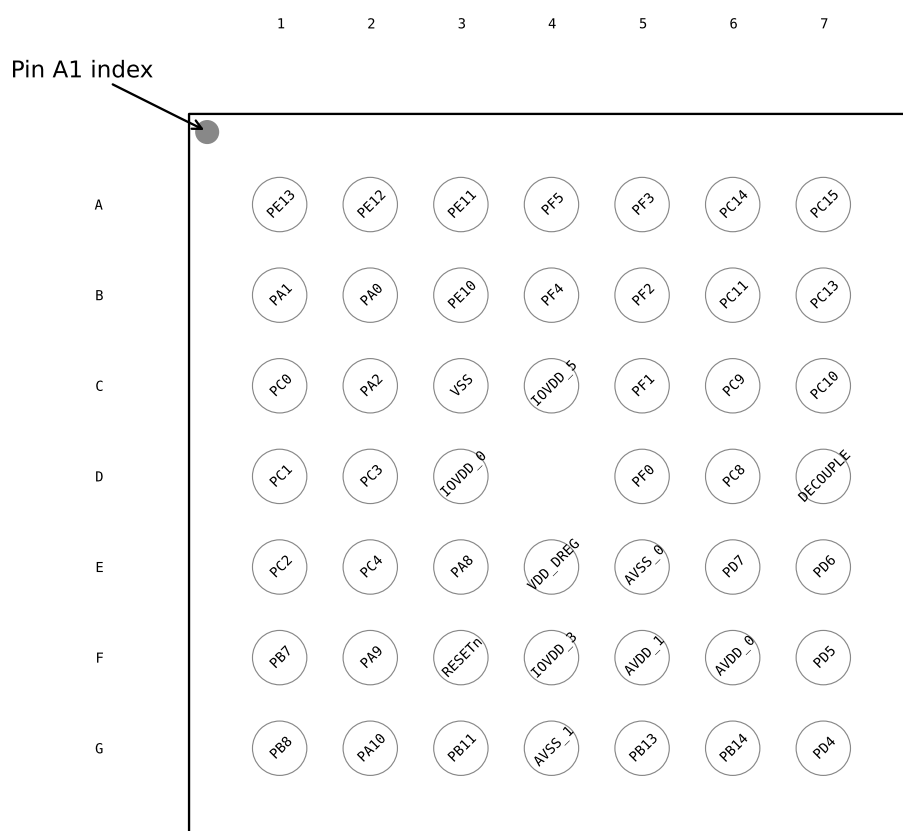 1 2 3 4 5 6 7
Pin A1 index
A PE13 PE12 PE11 PF5 PF3 PC14 PC15
B PA1 PA0 PE10 PF4 PF2 PC11 PC13
C PC0 PA2 VSS IOVDD_5 PF1 PC9 PC10
D PC1 PC3 IOVDD_0 PF0 PC8 DECOUPLE
E PC2 PC4 PA8 VDD_DREG AVSS_0 PD7 PD6
F PB7 PA9 RESETn IOVDD_3 AVDD_1 AVDD_0 PD5
G PB8 PA10 PB11 AVSS_1 PB13 PB14 PD4